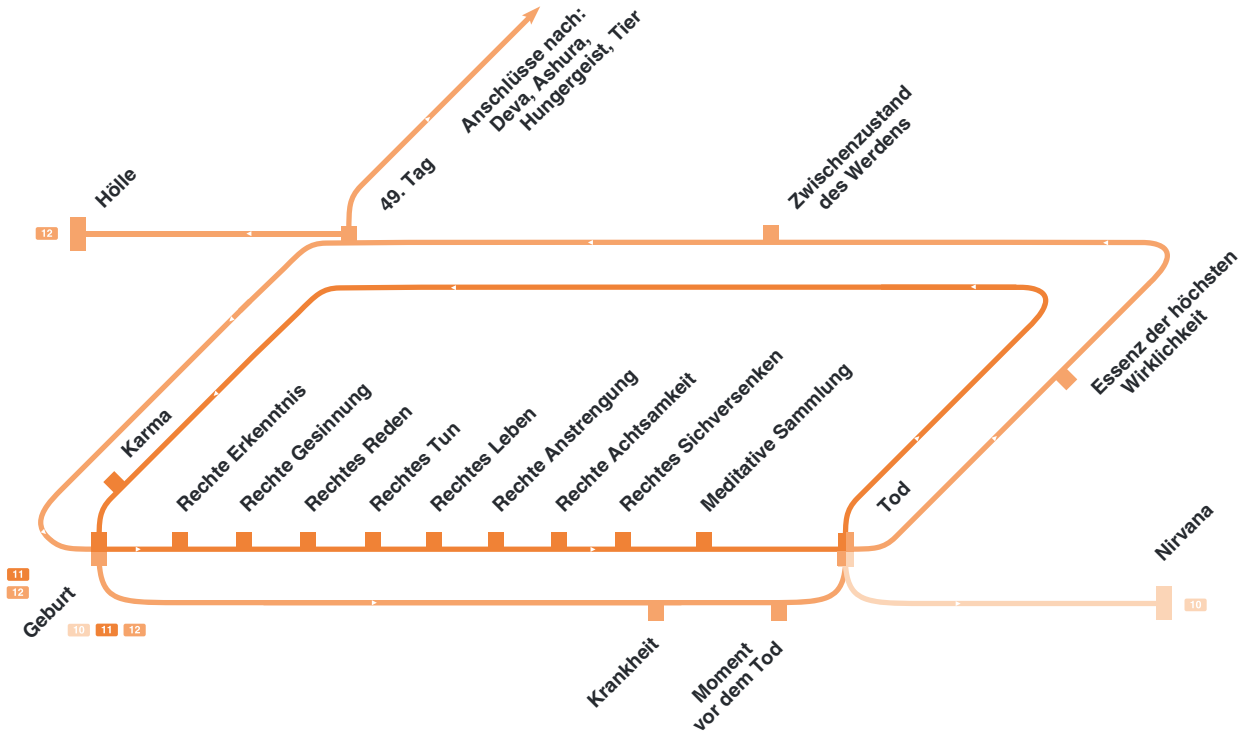 Anschlüsse nach:
Deva, Ashura,
Hungergeist, Tier
Hölle
49. Tag
Zwischenzustand
des Werdens
12
Essenz der höchsten
Wirklichkeit
Karma
Rechte Erkenntnis
Rechte Gesinnung
Rechtes Reden
Rechtes Tun
Rechtes Leben
Rechte Anstrengung
Rechte Achtsamkeit
Rechtes Sichversenken
Meditative Sammlung
Tod
Nirvana
11
12
Geburt
10 11 12
10
Krankheit
Moment
vor dem Tod